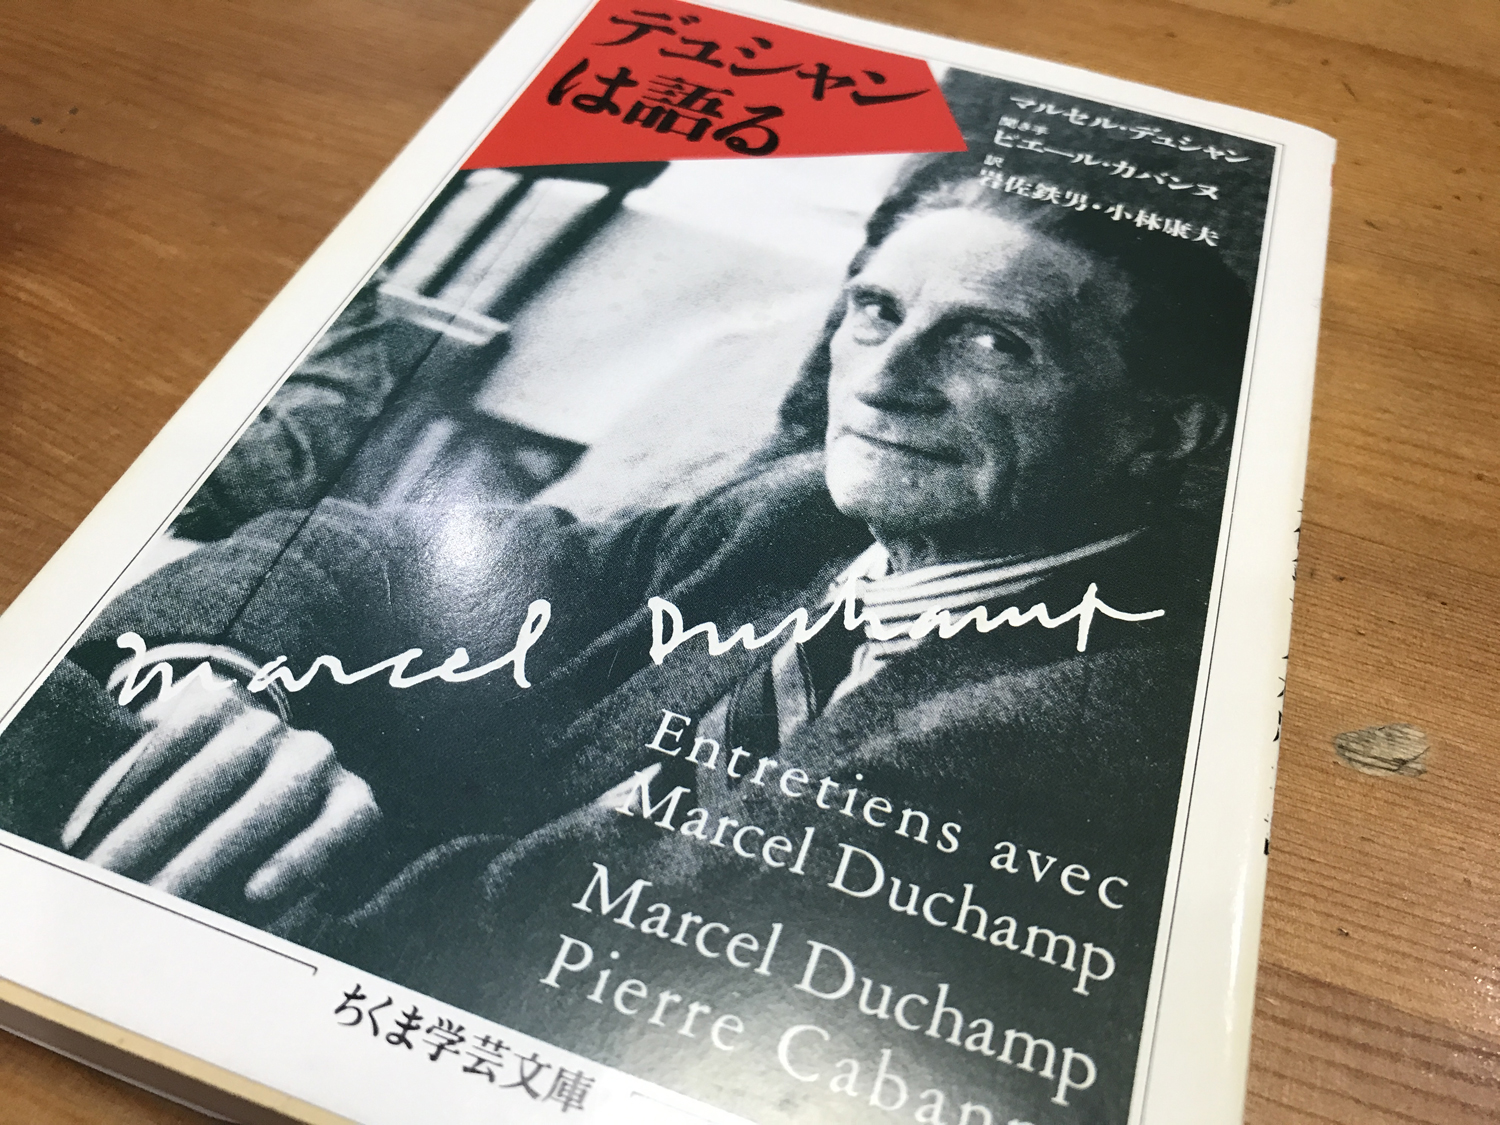 デュシャン
は語る
マルセル・デュシャン
聞き手
ピエール・カバンヌ
訳
岩佐鉄男・小林康夫
Marcel Duchamp
Entretiens avec
Marcel Duchamp
Marcel Duchamp
Pierre
ちくま学芸文庫